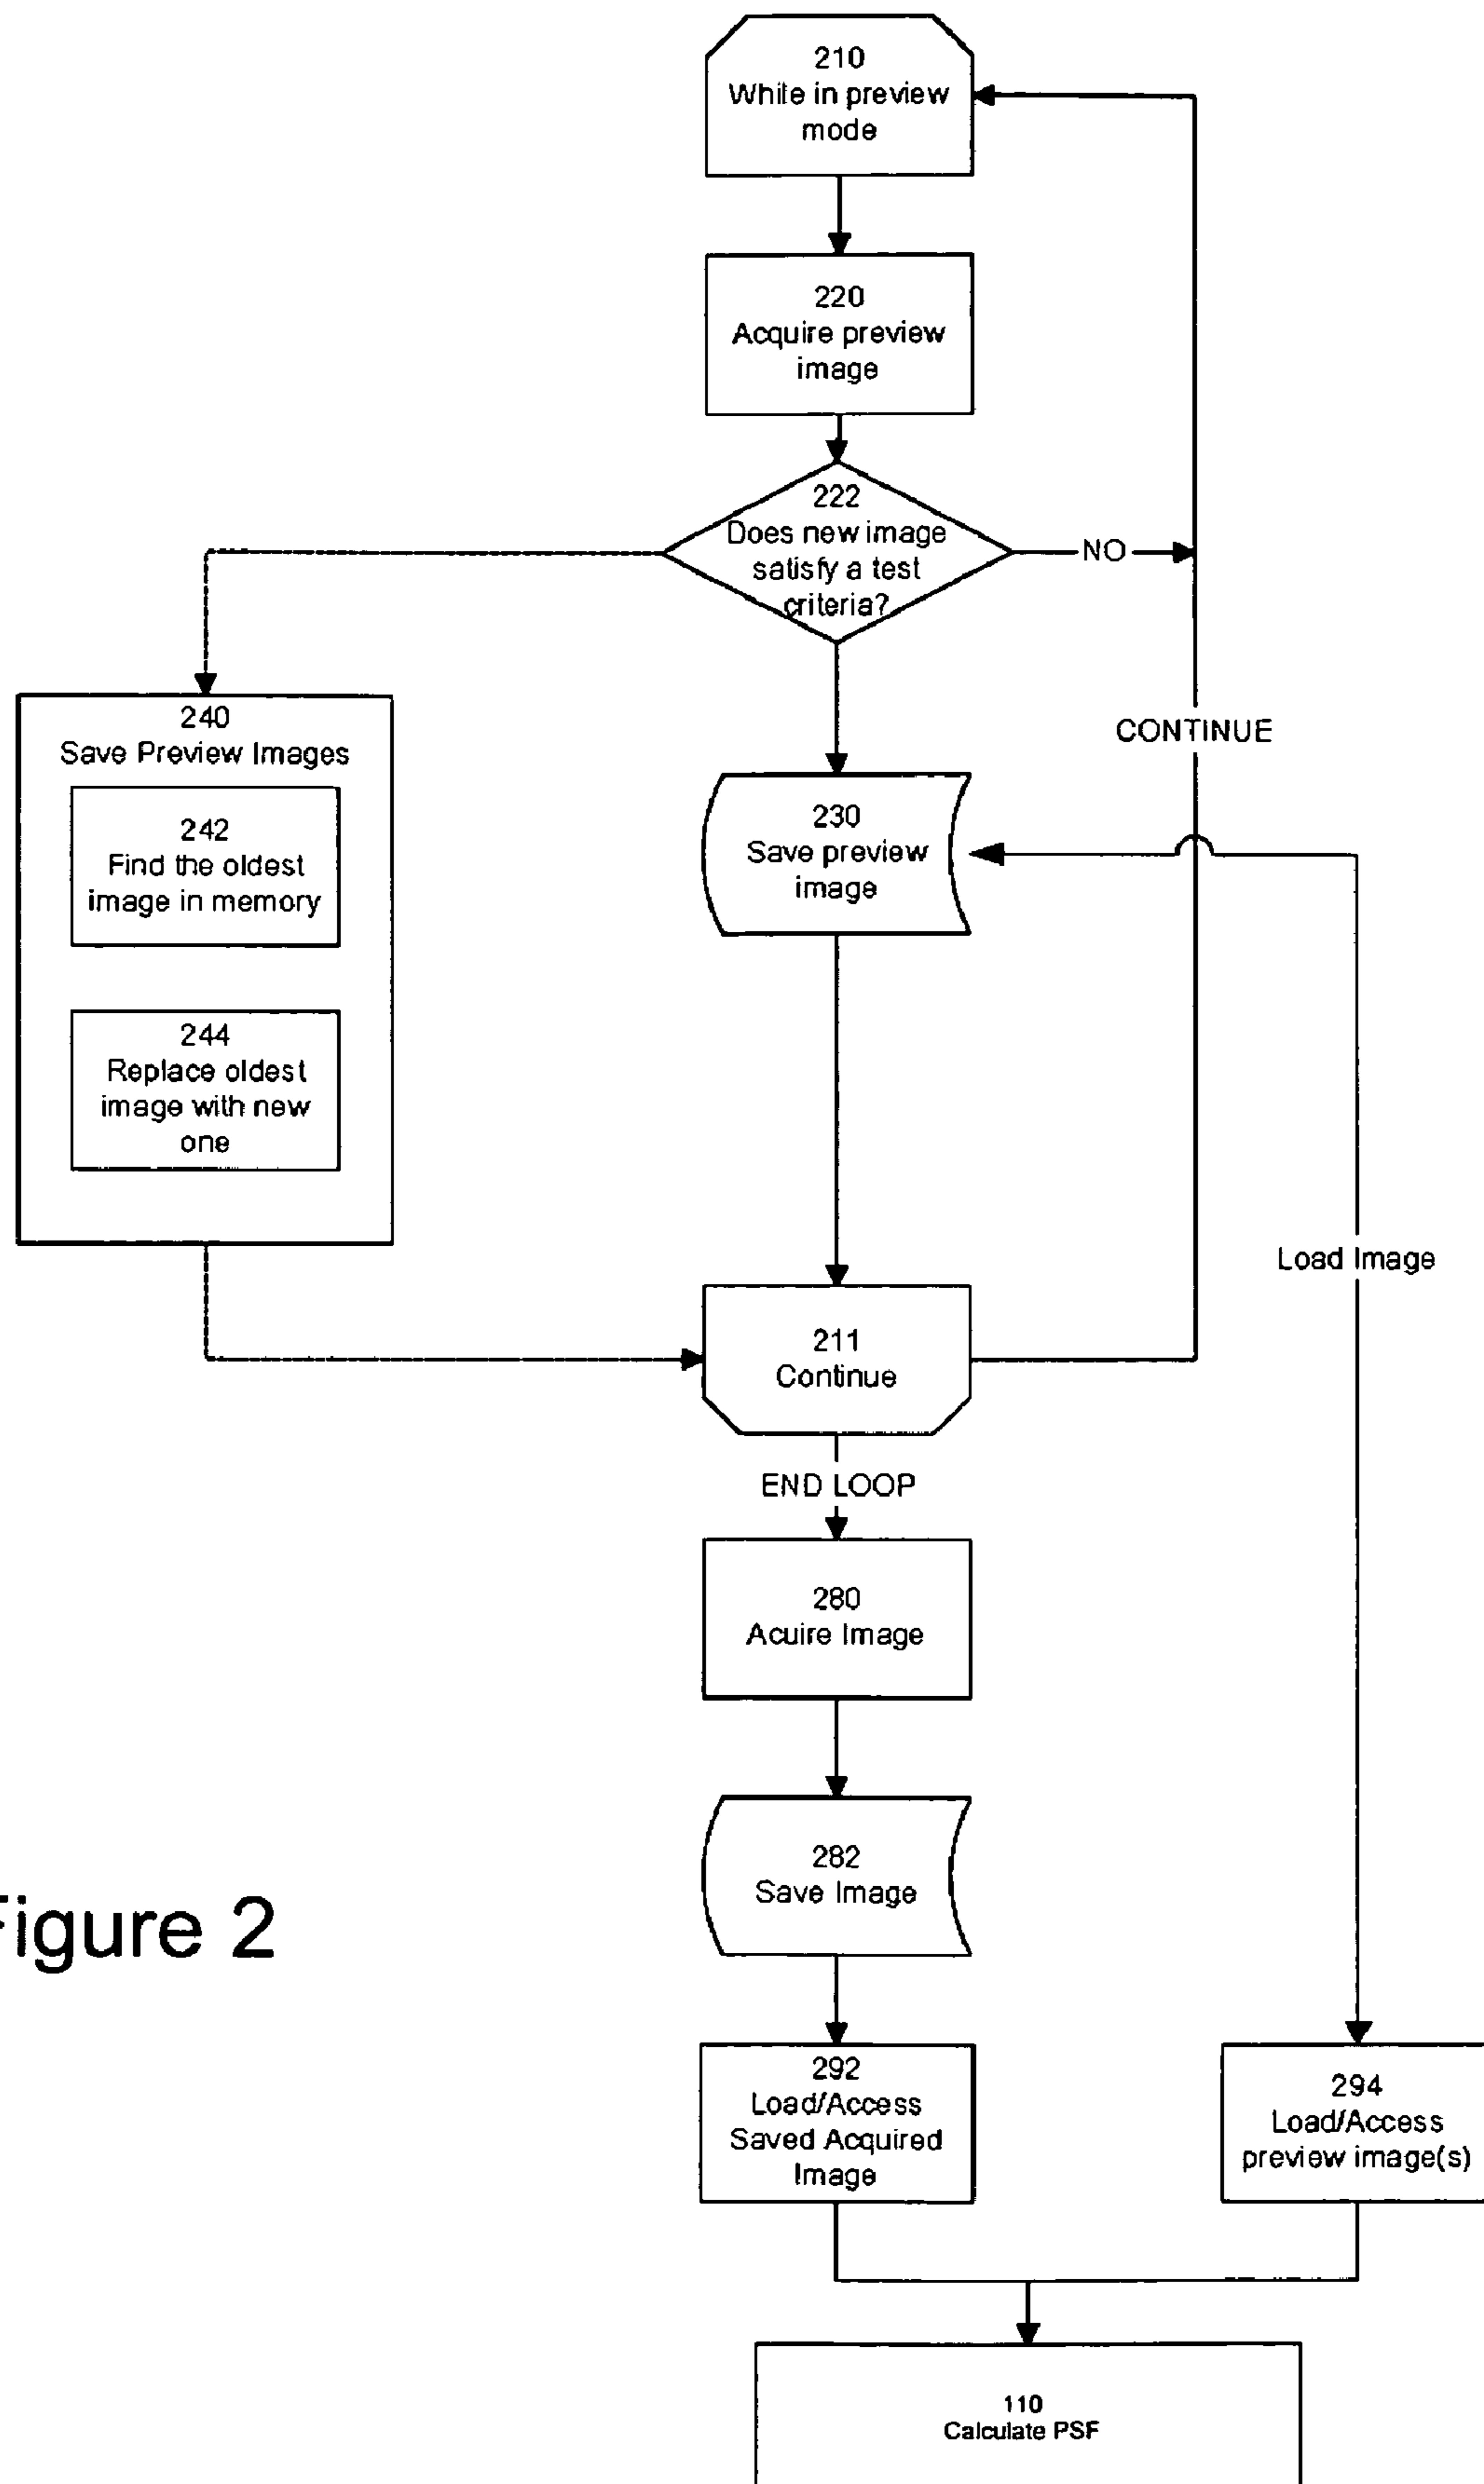 210
While in preview
mode
220
Acquire preview
image
222
Does new image
satisfy a test
criteria?
NO
CONTINUE
240
Save Preview Images
242
Find the oldest
image in memory
244
Replace oldest
image with new
one
230
Save preview
image
Load Image
211
Continue
END LOOP
280
Acuire Image
282
Save Image
Figure 2
292
Load/Access
Saved Acquired
Image
294
Load/Access
preview image(s)
110
Calculate PSF